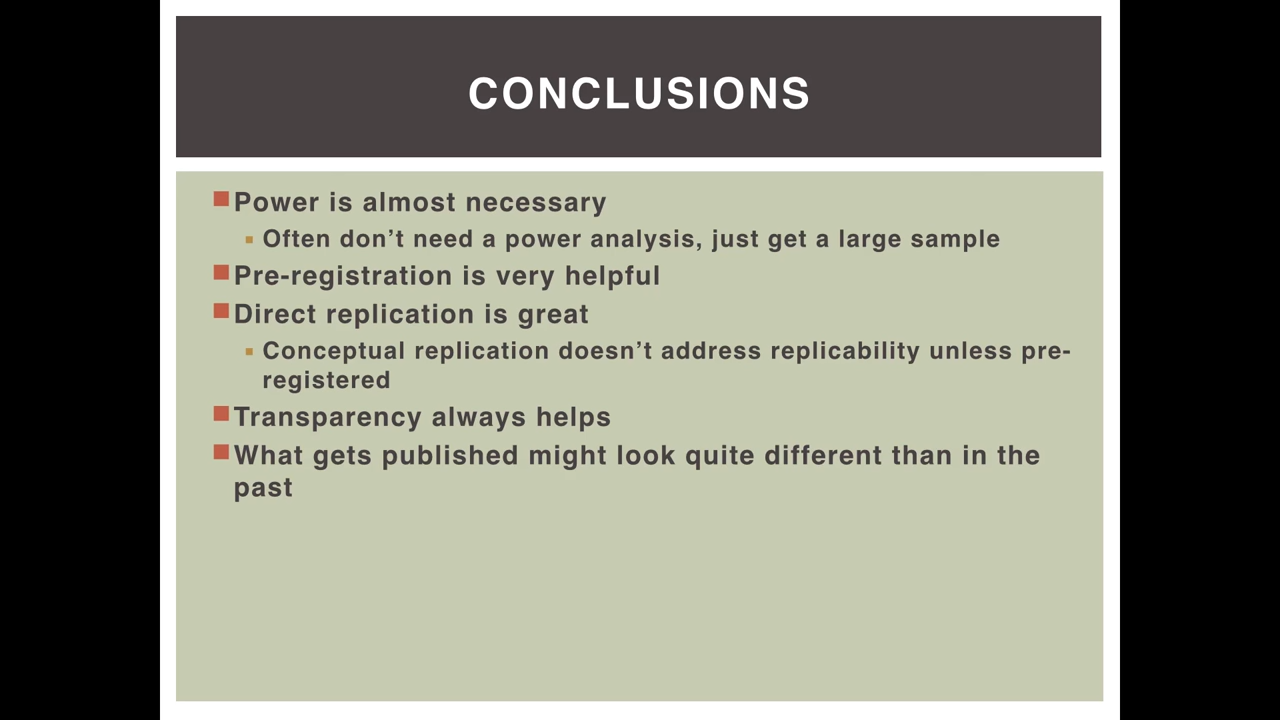 CONCLUSIONS
Power is almost necessary
Often don’t need a power analysis, just get a large sample
Pre-registration is very helpful
Direct replication is great
Conceptual replication doesn’t address replicability unless pre-
registered
Transparency always helps
What gets published might look quite different than in the
past